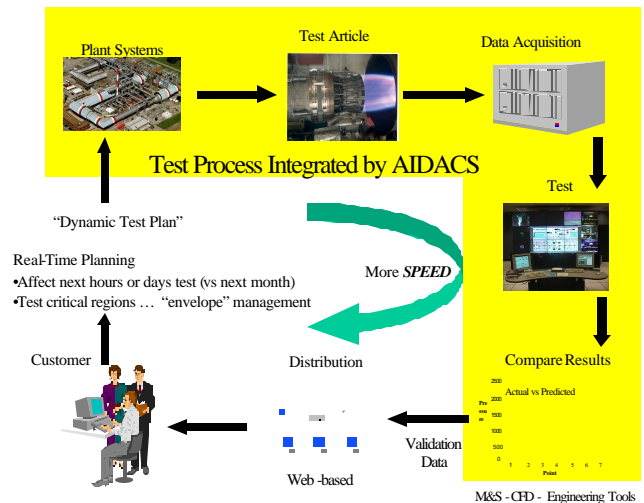 Plant Systems
Test Article
Data Acquisition
Test Process Integrated by AIDACS
Test
“Dynamic Test Plan”
Real-Time Planning
•Affect next hours or days test (vs next month)
•Test critical regions … “envelope” management
More SPEED
Customer
Distribution
Compare Results
Actual vs Predicted
2500
2000
1500
1000
500
0
Pre
ssu
re
1 2 3 4 5 6 7
Point
Validation
Data
Web -based
M&S - CFD - Engineering Tools